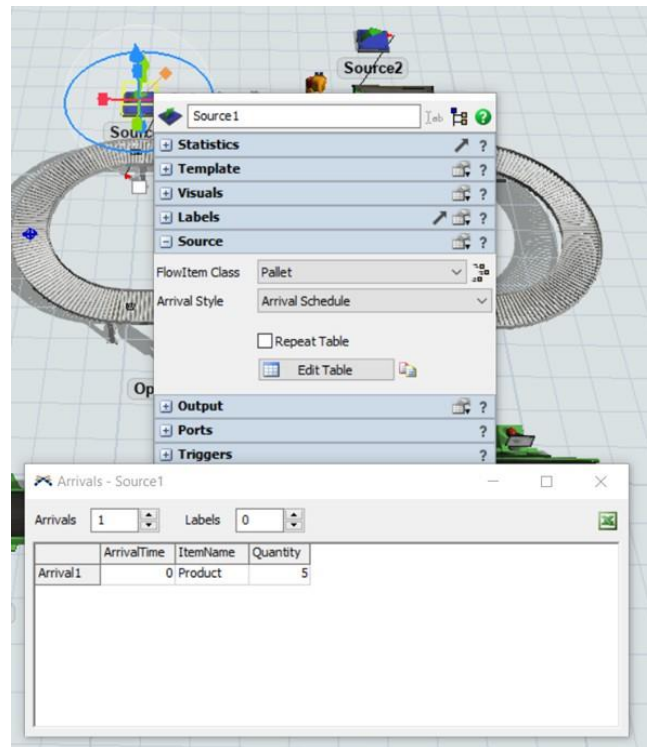 Source2
Source1
Statistics
Template
Visuals
Labels
Source
FlowItem Class Pallet
Arrival Style Arrival Schedule
Repeat Table
Edit Table
Output
Ports
Triggers
Op
Arrivals - Source1
Arrivals 1 Labels 0
ArrivalTime ItemName Quantity
Arrival1 0 Product 5